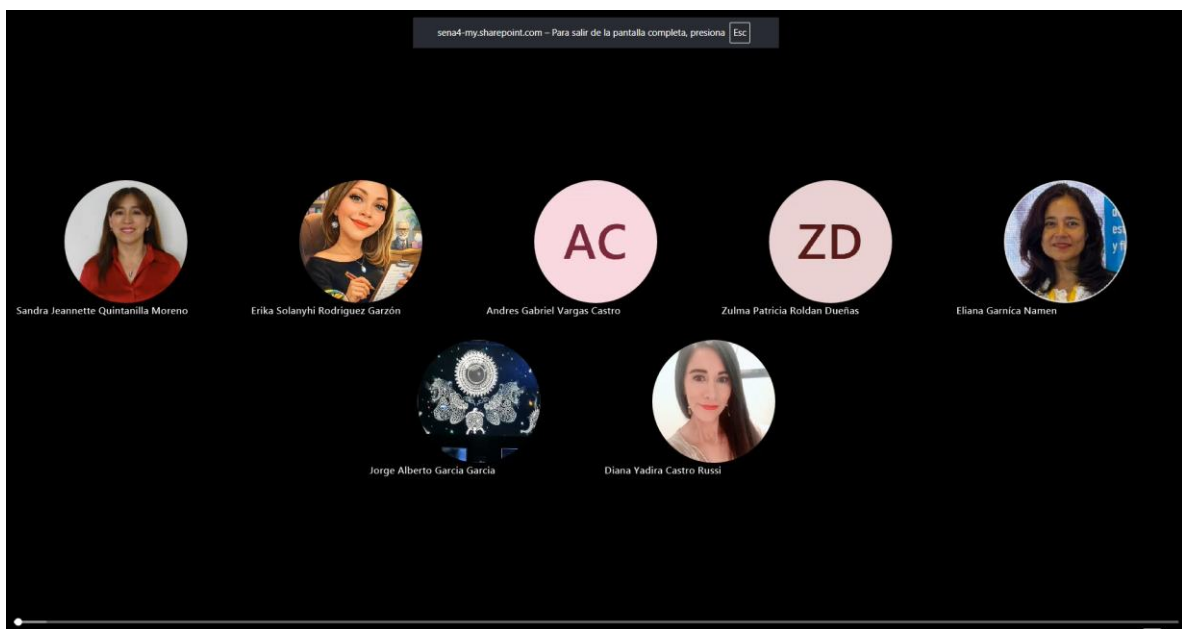 sena4-my.sharepoint.com – Para salir de la pantalla completa, presiona Esc
AC
ZD
Sandra Jeannette Quintanilla Moreno
Erika Solanyhi Rodriguez Garzón
Andres Gabriel Vargas Castro
Zulma Patricia Roldan Dueñas
Eliana Garníca Namen
Jorge Alberto Garcia Garcia
Diana Yadira Castro Russi